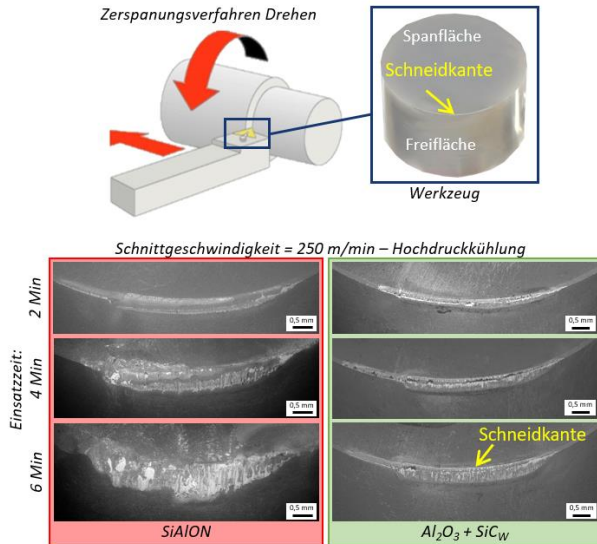 Zerspanungsverfahren Drehen
Spanfläche
Schneidkante
Freifläche
Werkzeug
Schnittgeschwindigkeit = 250 m/min – Hochdruckkühlung
Einsatzzeit:
2 Min
0,5 mm
0,5 mm
4 Min
0,5 mm
0,5 mm
6 Min
Schneidkante
0,5 mm
0,5 mm
SiAlON
Al₂O₃ + SiC_W